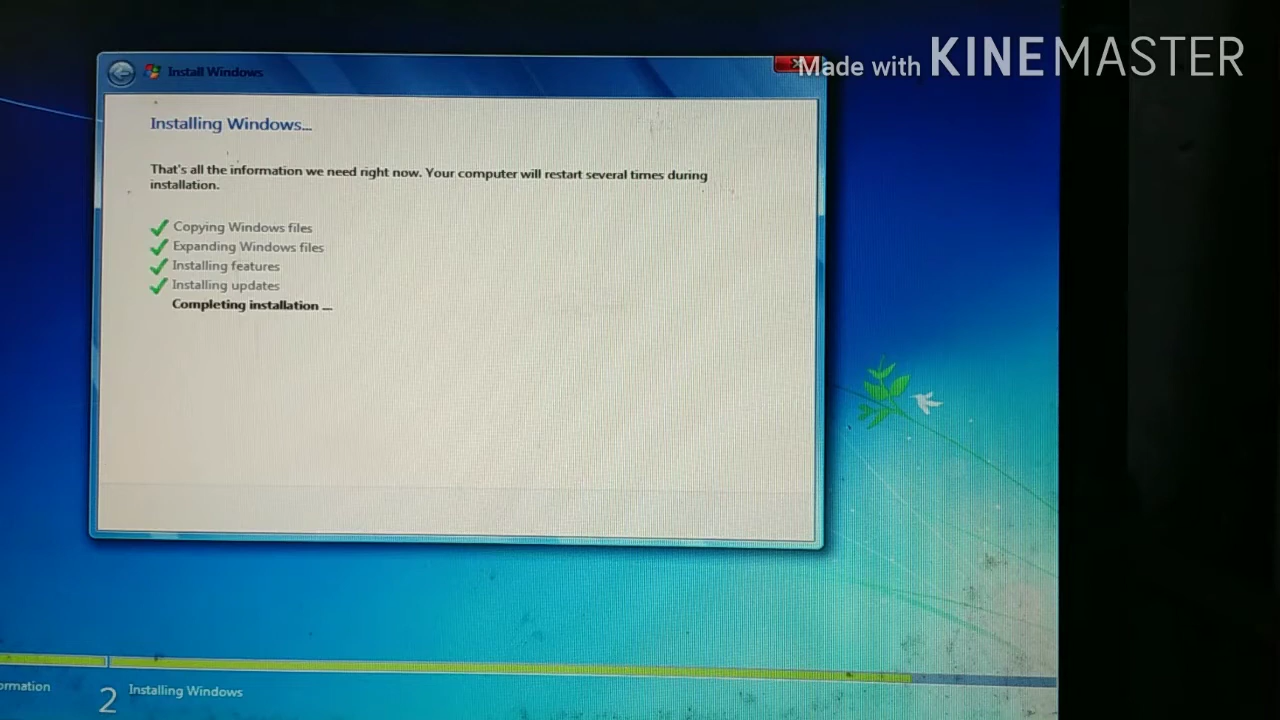 Made with KINEMASTER
Install Windows
Installing Windows...
That's all the information we need right now. Your computer will restart several times during
installation.
Copying Windows files
Expanding Windows files
Installing features
Installing updates
Completing installation ...
ormation
2 Installing Windows